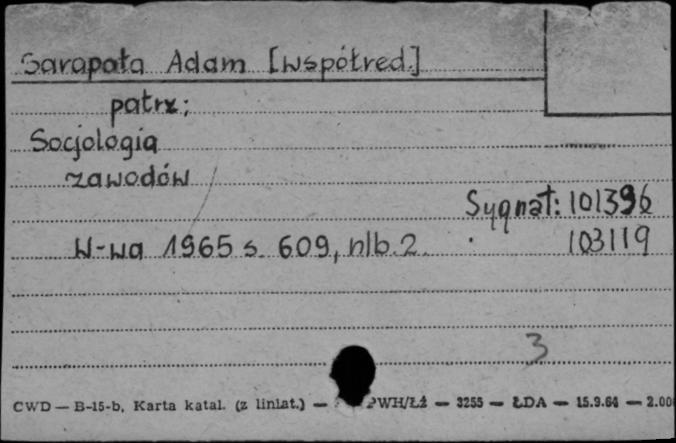 Sarapata Adam [współred.]
patrz;
Socjologia
zawodów
Sygnat: 101396
W-wa 1965 s. 609, nlb. 2. 103119
3
CWD — B-15-b, Karta katal. (z liniat.) — PWH/Łż — 3255 — ŁDA — 15.9.64 — 2.00